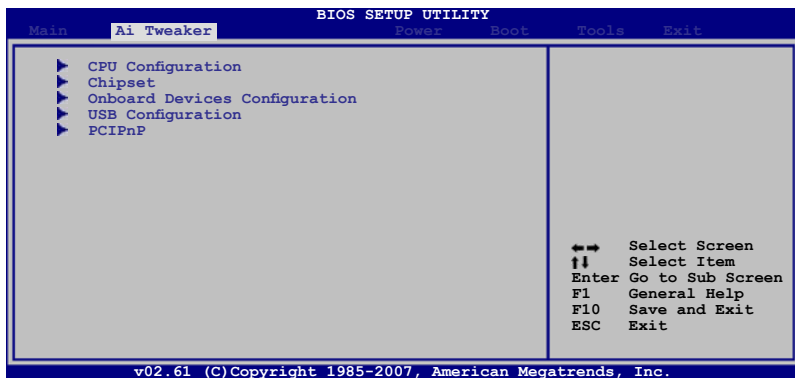 BIOS SETUP UTILITY
Main Ai Tweaker Power Boot Tools Exit
CPU Configuration
Chipset
Onboard Devices Configuration
USB Configuration
PCIPnP
Select Screen
Select Item
Enter Go to Sub Screen
F1 General Help
F10 Save and Exit
ESC Exit
v02.61 (C)Copyright 1985-2007, American Megatrends, Inc.